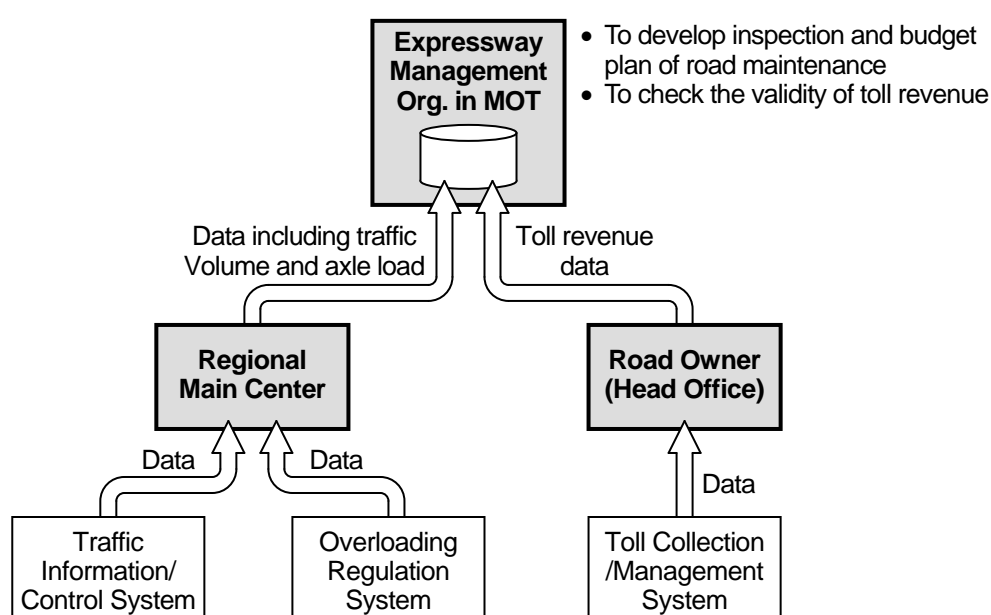 Expressway
Management
Org. in MOT
• To develop inspection and budget
plan of road maintenance
• To check the validity of toll revenue
Data including traffic
Volume and axle load
Toll revenue
data
Regional
Main Center
Road Owner
(Head Office)
Data
Data
Data
Traffic
Information/
Control System
Overloading
Regulation
System
Toll Collection
/Management
System